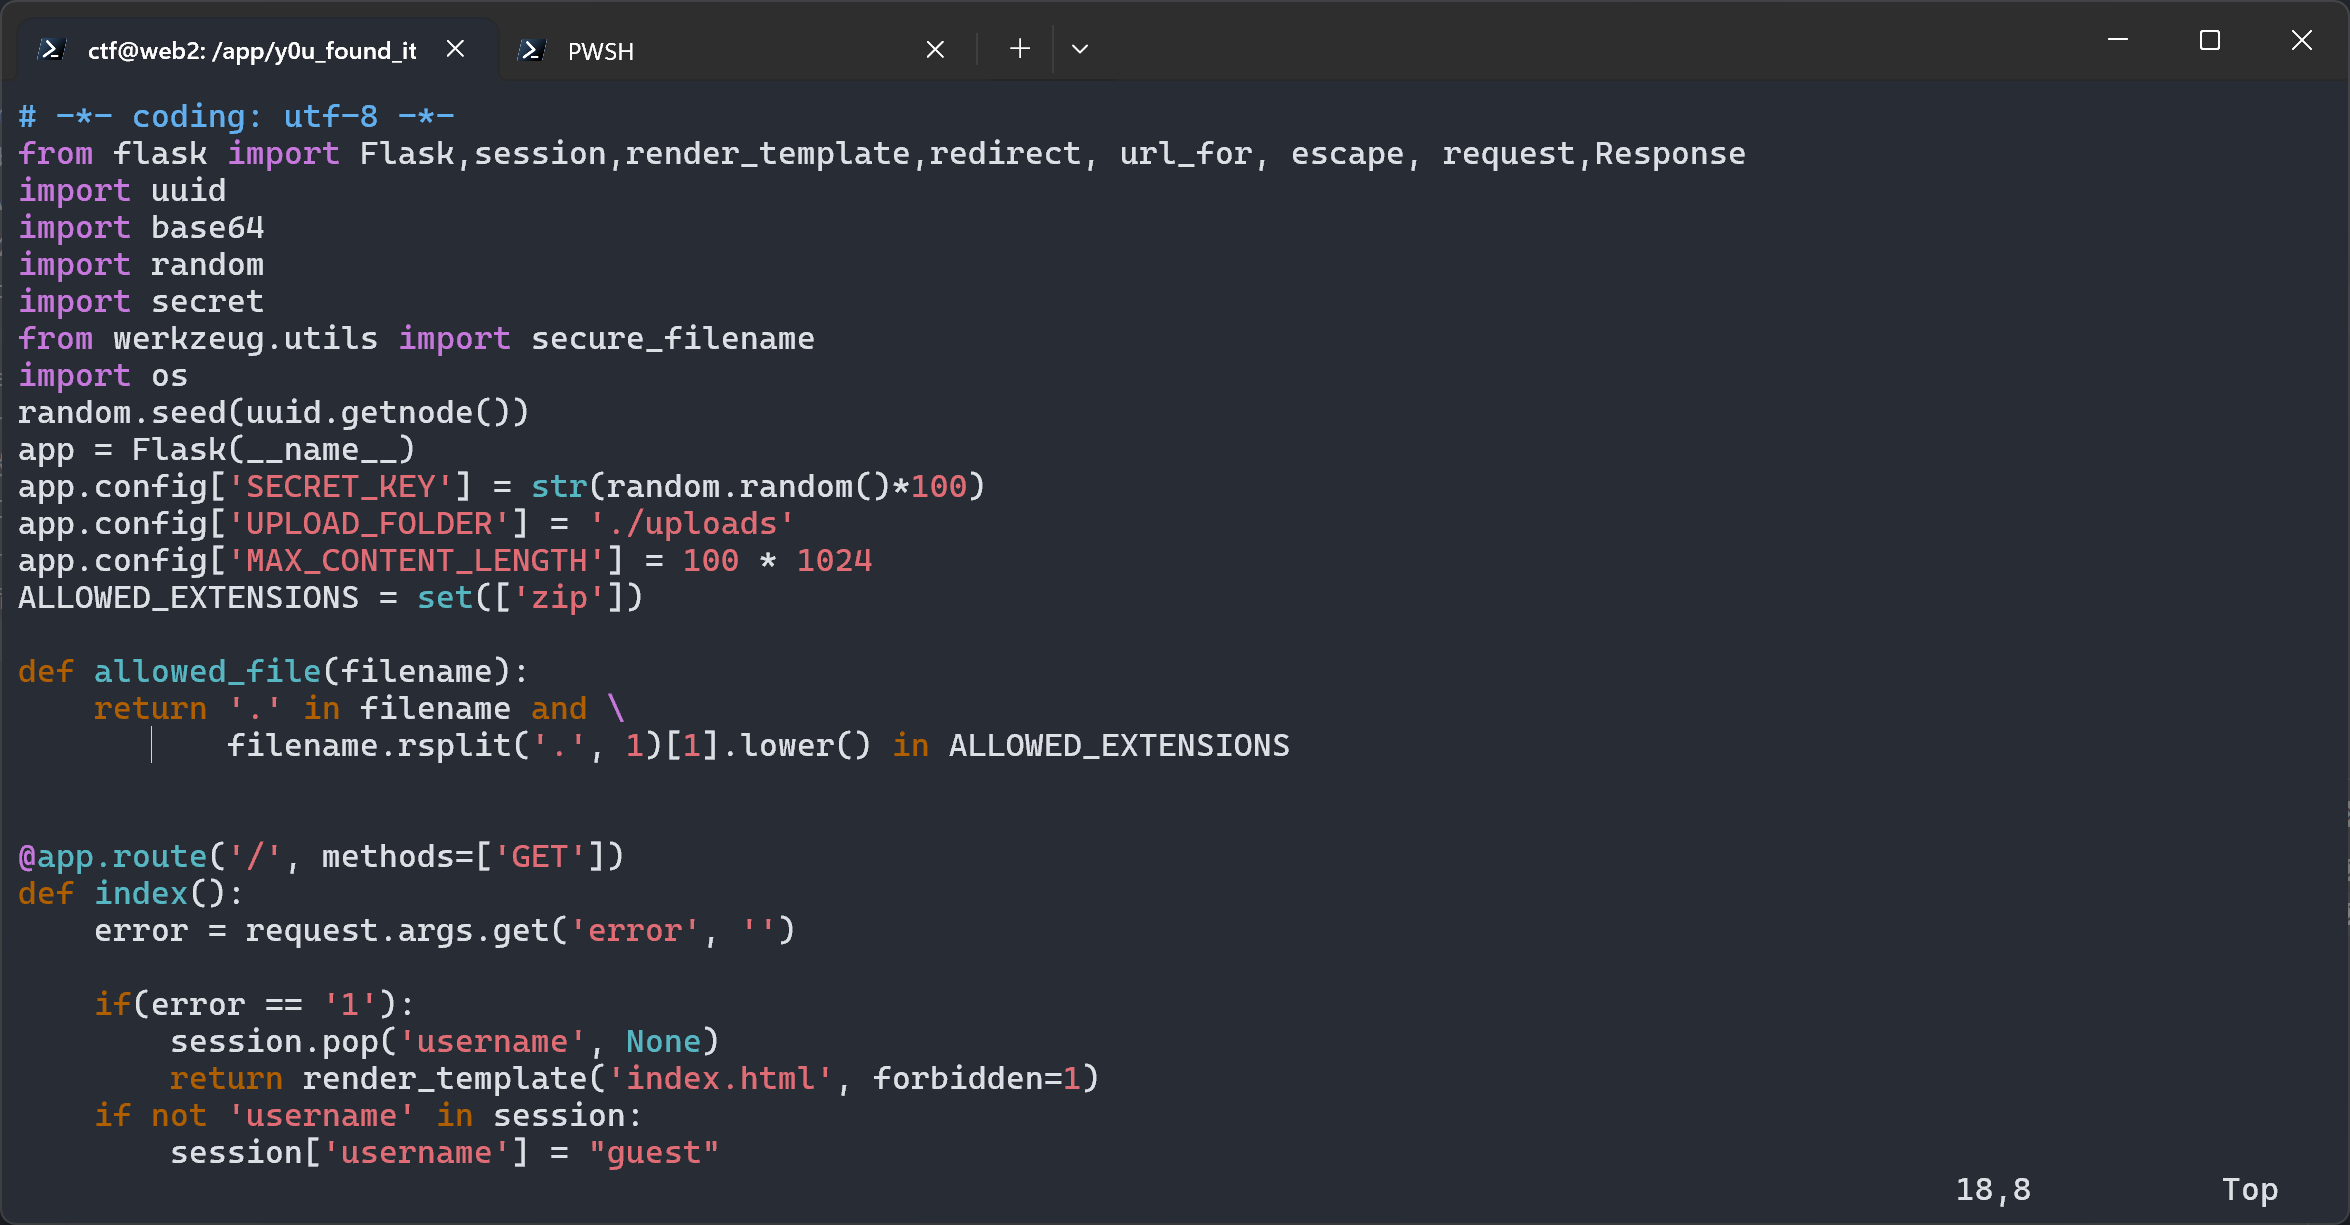 ctf@web2: /app/y0u_found_it
PWSH
# -*- coding: utf-8 -*-
from flask import Flask,session,render_template,redirect, url_for, escape, request,Response
import uuid
import base64
import random
import secret
from werkzeug.utils import secure_filename
import os
random.seed(uuid.getnode())
app = Flask(__name__)
app.config['SECRET_KEY'] = str(random.random()*100)
app.config['UPLOAD_FOLDER'] = './uploads'
app.config['MAX_CONTENT_LENGTH'] = 100 * 1024
ALLOWED_EXTENSIONS = set(['zip'])
def allowed_file(filename):
    return '.' in filename and \
           filename.rsplit('.', 1)[1].lower() in ALLOWED_EXTENSIONS
@app.route('/', methods=['GET'])
def index():
    error = request.args.get('error', '')
    if(error == '1'):
        session.pop('username', None)
        return render_template('index.html', forbidden=1)
    if not 'username' in session:
        session['username'] = "guest"
18,8 Top